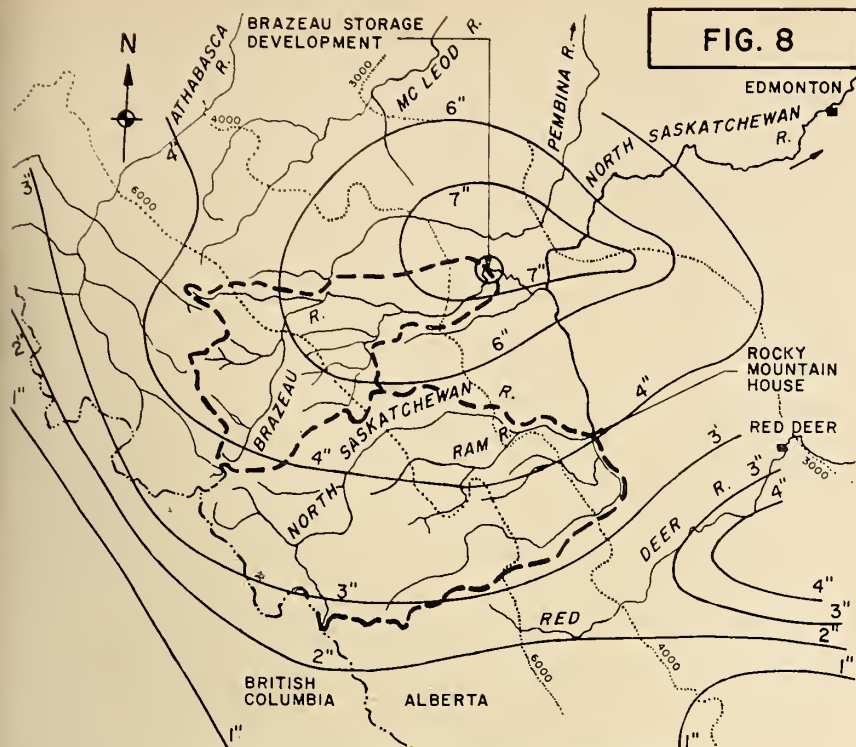 BRAZEAU STORAGE
DEVELOPMENT
FIG. 8
N
ATHABASCA
R.
3000
MC LEOD R.
PEMBINA R.
EDMONTON
NORTH SASKATCHEWAN
R.
4000
4"
6"
3"
6000
7"
7"
R.
2"
6"
1"
BRAZEAU
ROCKY
MOUNTAIN
HOUSE
4"
RED DEER
NORTH SASKATCHEWAN R.
4"
RAM R.
3'
3"
3000
4"
DEER R.
3"
RED
4"
3"
2"
2"
1"
6000
4000
BRITISH
COLUMBIA
ALBERTA
1"
1"